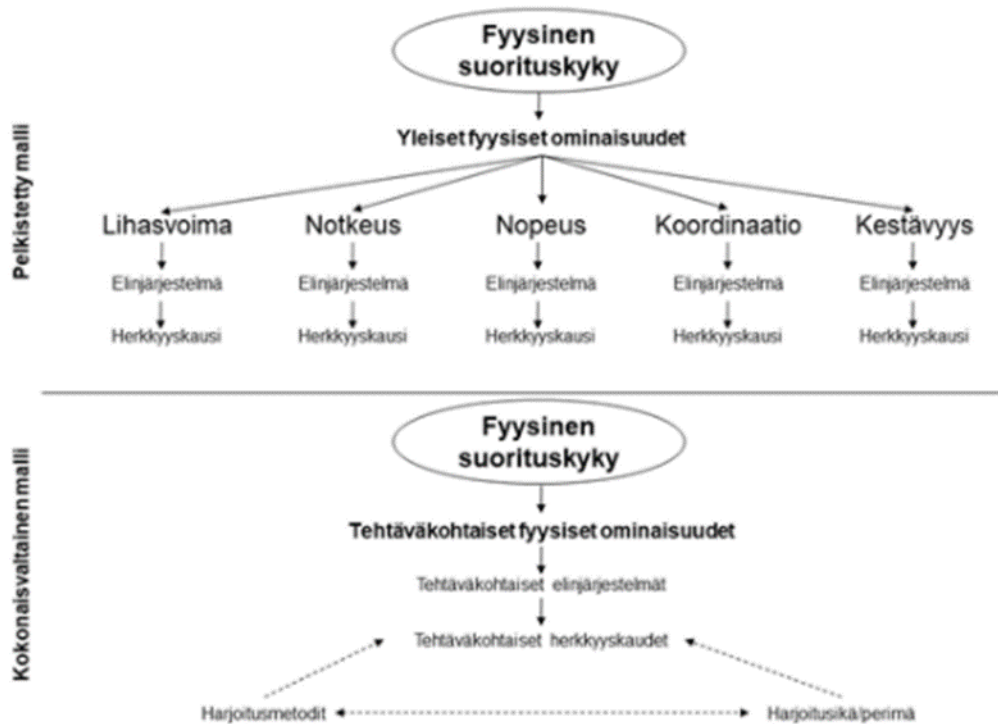 Pelkistetty malli
Fyysinen
suorituskyky
Yleiset fyysiset ominaisuudet
Lihasvoima Notkeus Nopeus Koordinaatio Kestävyys
Elinjärjestelmä Elinjärjestelmä Elinjärjestelmä Elinjärjestelmä Elinjärjestelmä
Herkkyyskausi Herkkyyskausi Herkkyyskausi Herkkyyskausi Herkkyyskausi
Kokonaisvaltainen malli
Fyysinen
suorituskyky
Tehtäväkohtaiset fyysiset ominaisuudet
Tehtäväkohtaiset elinjärjestelmät
Tehtäväkohtaiset herkkyyskaudet
Harjoitusmetodit Harjoitusikä/perimä